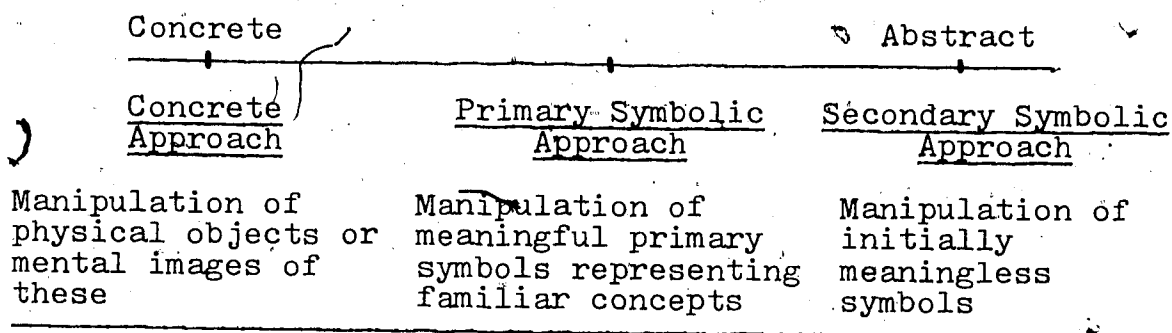 Concrete Abstract
Concrete Primary Symbolic Secondary Symbolic
Approach Approach Approach
Manipulation of Manipulation of Manipulation of
physical objects or meaningful primary initially
mental images of symbols representing meaningless
these familiar concepts symbols